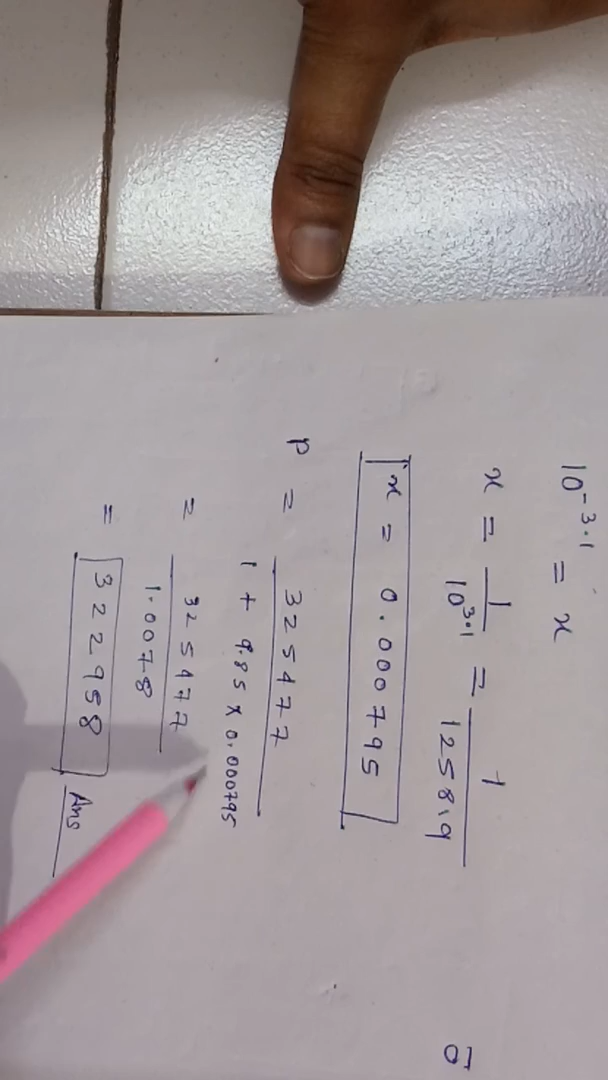 10^-3.1 = x
x = 1/10^3.1 = 1/1258.9
x = 0.000795
P = 325477/1 + 9.85 x 0.000795
= 325477/1.0078
= 322958 Ans